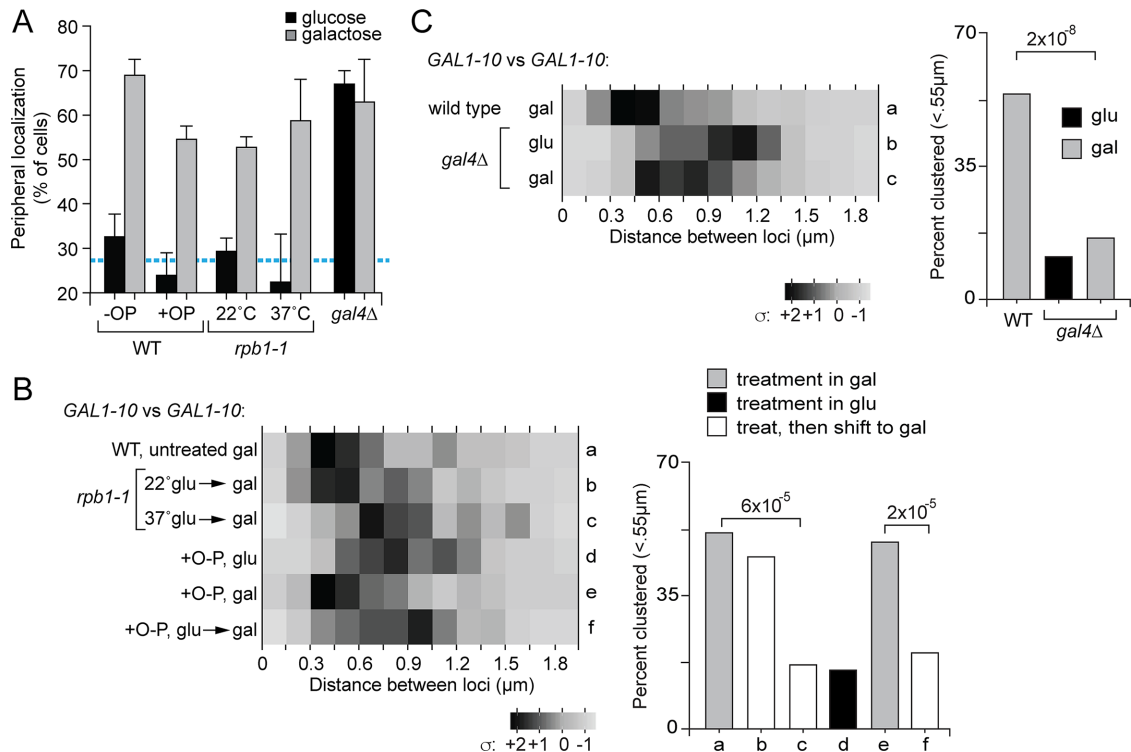 A
glucose
galactose
Peripheral localization
(% of cells)
80
70
60
50
40
30
20
-OP
+OP
22˚C
37˚C
gal4Δ
WT
rpb1-1
C
GAL1-10 vs GAL1-10:
wild type gal a
gal4Δ
glu b
gal c
0 0.3 0.6 0.9 1.2 1.5 1.8
Distance between loci (µm)
σ: +2 +1 0 -1
Percent clustered (<.55µm)
70
35
0
2x10-8
glu
gal
WT
gal4Δ
B
GAL1-10 vs GAL1-10:
WT, untreated gal a
rpb1-1
22˚glu→gal b
37˚glu→gal c
+O-P, glu d
+O-P, gal e
+O-P, glu→gal f
0 0.3 0.6 0.9 1.2 1.5 1.8
Distance between loci (µm)
σ: +2 +1 0 -1
treatment in gal
treatment in glu
treat, then shift to gal
Percent clustered (<.55µm)
70
35
0
6x10-5
2x10-5
a b c d e f